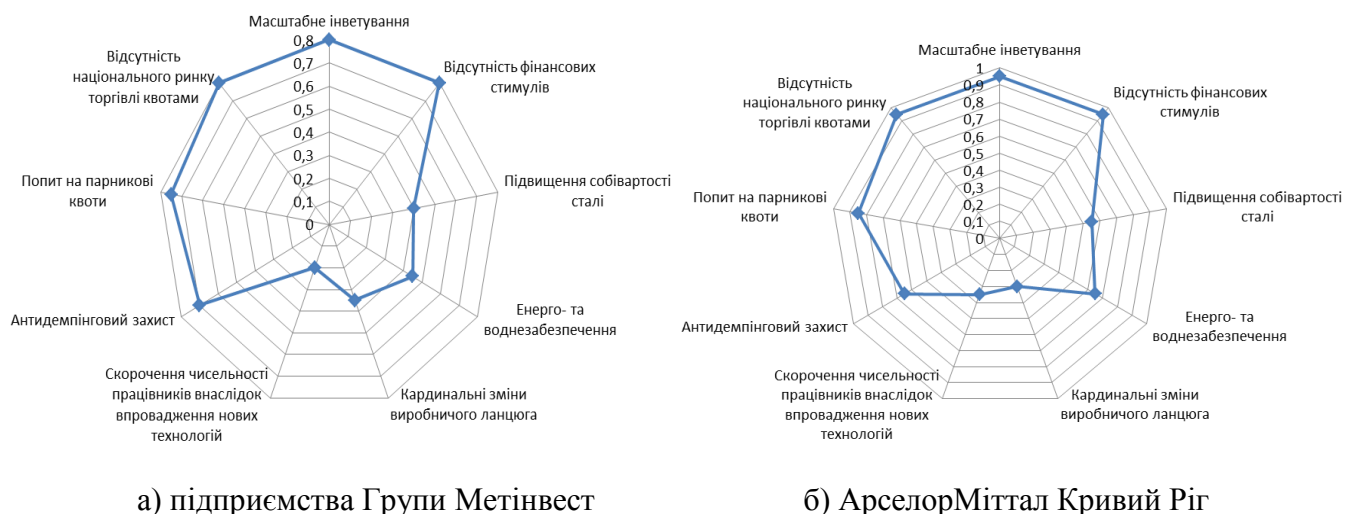 Масштабне інветування
Відсутність фінансових
стимулів
Підвищення собівартості
сталі
Енерго- та
воднезабезпечення
Кардинальні зміни
виробничого ланцюга
Скорочення чисельності
працівників внаслідок
впровадження нових
технологій
Антидемпінговий захист
Попит на парникові
квоти
Відсутність
національного ринку
торгівлі квотами
0,8
0,7
0,6
0,5
0,4
0,3
0,2
0,1
0
а) підприємства Групи Метінвест
Масштабне інветування
Відсутність фінансових
стимулів
Підвищення собівартості
сталі
Енерго- та
воднезабезпечення
Кардинальні зміни
виробничого ланцюга
Скорочення чисельності
працівників внаслідок
впровадження нових
технологій
Антидемпінговий захист
Попит на парникові
квоти
Відсутність
національного ринку
торгівлі квотами
1
0,9
0,8
0,7
0,6
0,5
0,4
0,3
0,2
0,1
0
б) АрселорМіттал Кривий Ріг